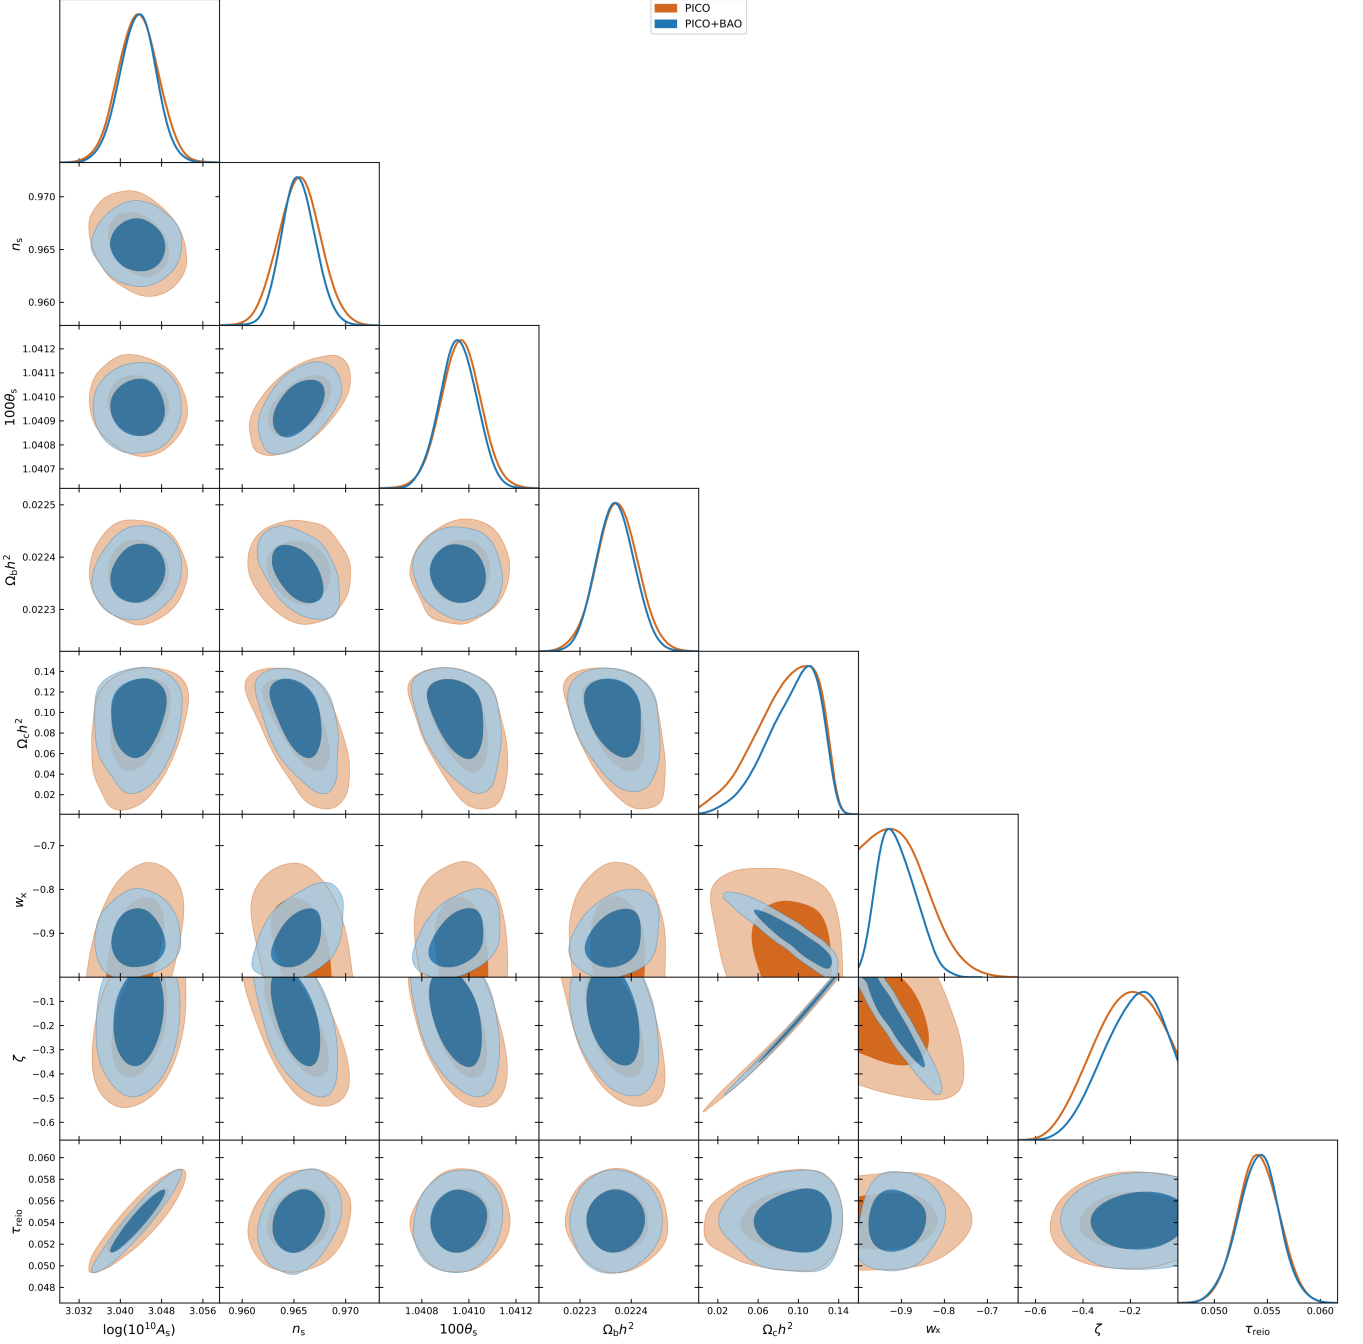 PICO
PICO+BAO
0.970
0.965
0.960
n_s
1.0412
1.0411
1.0410
1.0409
1.0408
1.0407
100θ_s
0.0225
0.0224
0.0223
Ω_b h²
0.14
0.12
0.10
0.08
0.06
0.04
0.02
Ω_c h²
−0.7
−0.8
−0.9
w_x
−0.1
−0.2
−0.3
−0.4
−0.5
−0.6
ζ
0.060
0.058
0.056
0.054
0.052
0.050
0.048
τ_reio
3.032 3.040 3.048 3.056
0.960 0.965 0.970
1.0408 1.0410 1.0412
0.0223 0.0224
0.02 0.06 0.10 0.14
−0.9 −0.8 −0.7
−0.6 −0.4 −0.2
0.050 0.055 0.060
log(10¹⁰A_s) n_s 100θ_s Ω_b h² Ω_c h² w_x ζ τ_reio